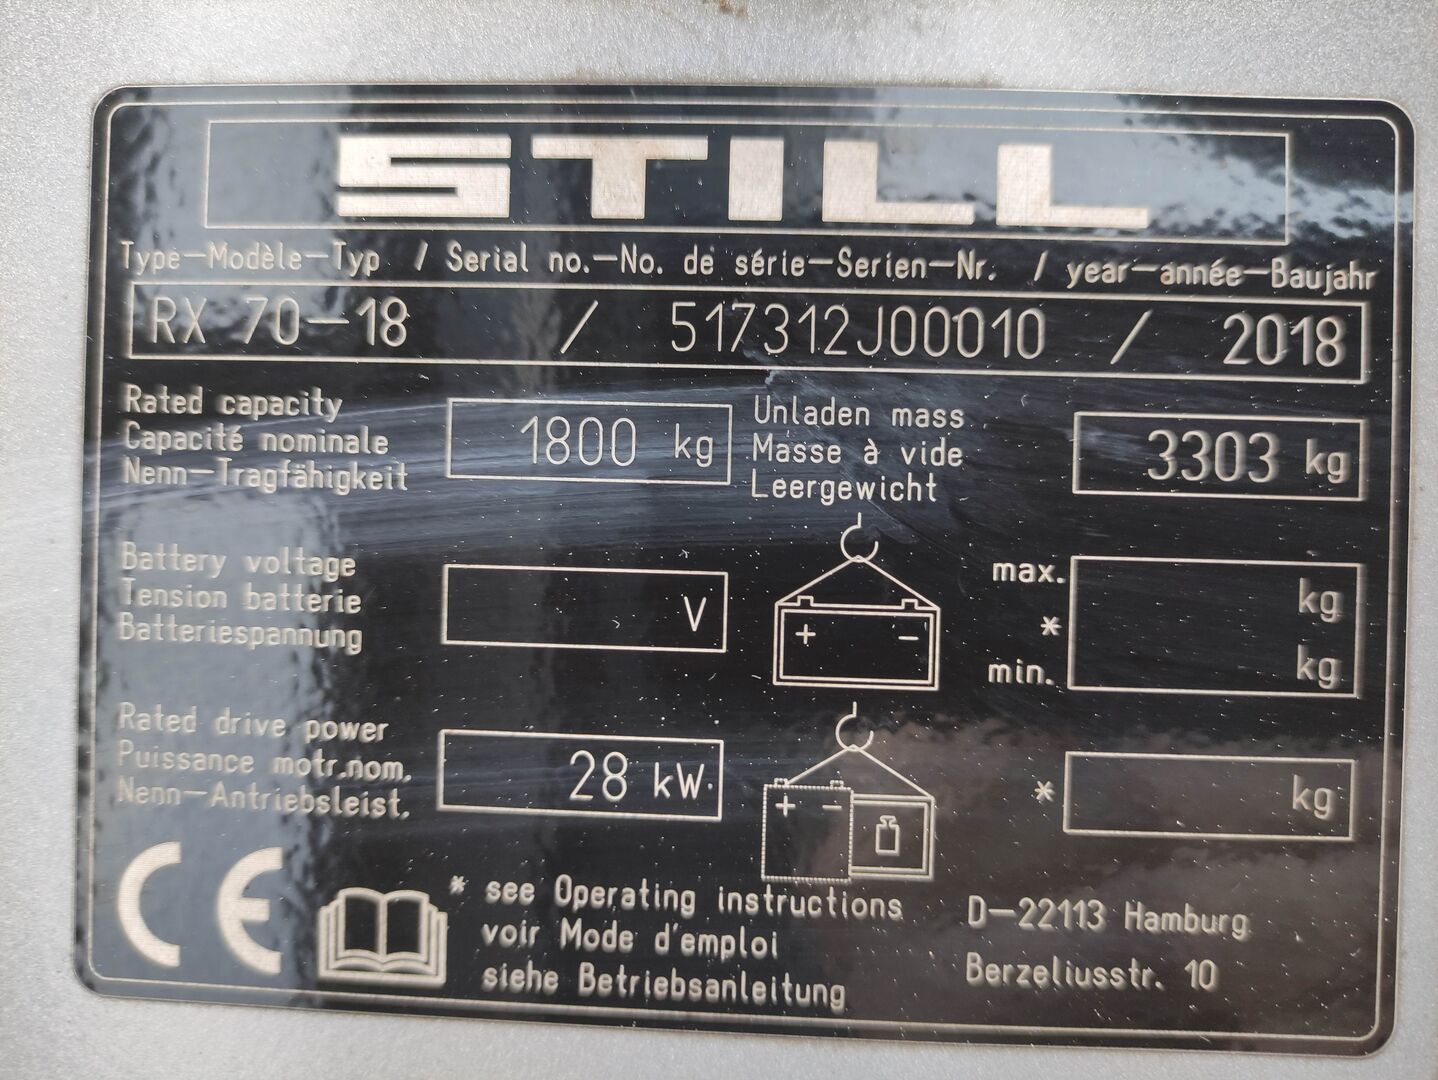 STILL
Type-Modèle-Typ / Serial no.-No. de série-Serien-Nr. / year-année-Baujahr
RX 70-18 / 517312J00010 / 2018
Rated capacity
Capacité nominale
Nenn-Tragfähigkeit
1800 kg
Unladen mass
Masse à vide
Leergewicht
3303 kg
Battery voltage
Tension batterie
Batteriespannung
V
+ -
max. kg
*
min. kg
Rated drive power
Puissance motr.nom.
Nenn-Antriebsleist.
28 kW
+ -
* kg
CE
* see Operating instructions
voir Mode d'emploi
siehe Betriebsanleitung
D-22113 Hamburg
Berzeliusstr. 10